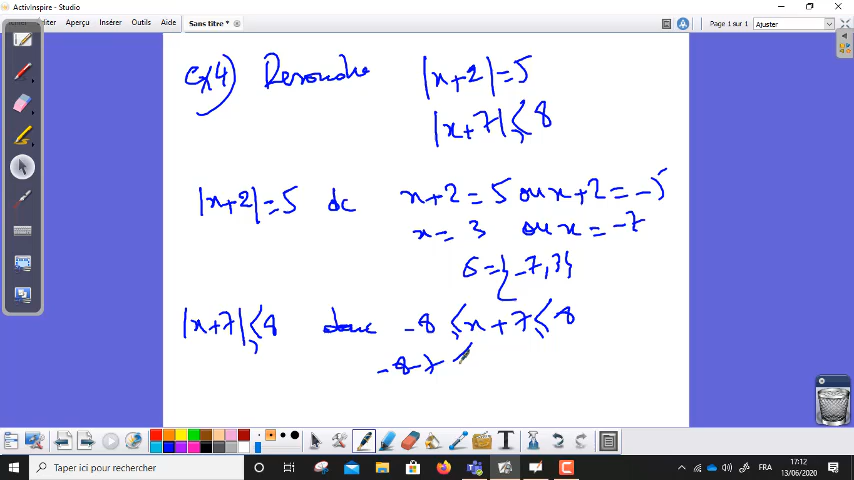 ActivInspire - Studio
Affichage Insérer Outils Aide
Sans titre *
Page 1 sur 1
Ajuster
ex4) Resoudre |x+2|=5
|x+7|⩽8
|x+2|=5 dc x+2=5 ou x+2=-5
x=3 ou x=-7
S={-7,3}
|x+7|⩽8 donc -8⩽x+7⩽8
-8-7
Taper ici pour rechercher
FRA
17:12
13/06/2020